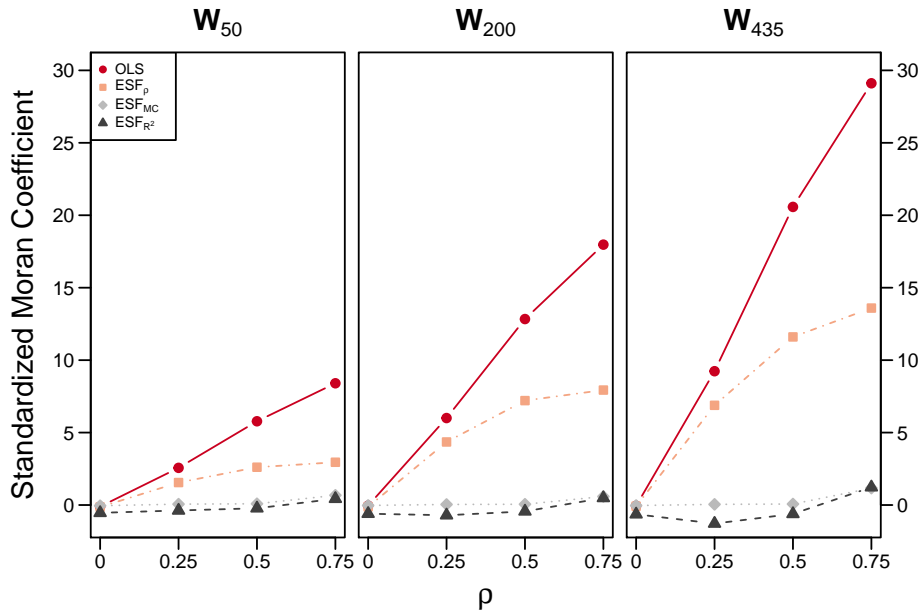 W50 W200 W435
OLS
ESFρ
ESFMC
ESFR²
Standardized Moran Coefficient
30 30
25 25
20 20
15 15
10 10
5 5
0 0
0 0.25 0.5 0.75 0 0.25 0.5 0.75 0 0.25 0.5 0.75
ρ